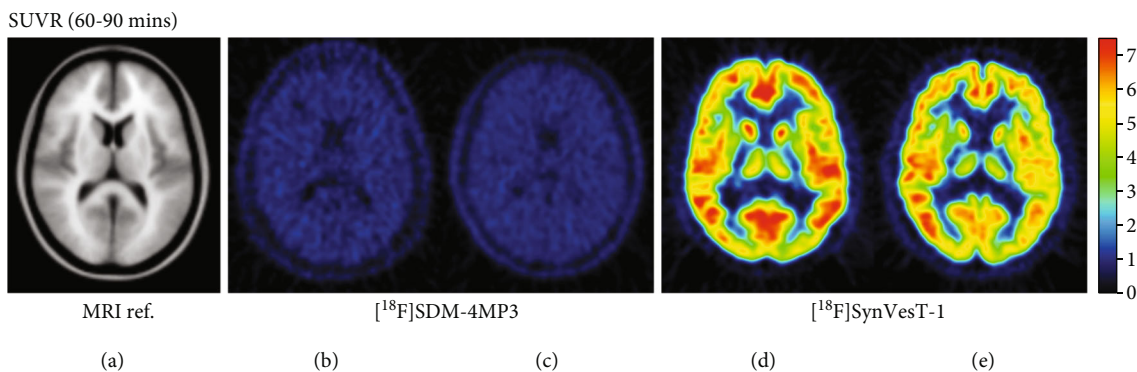 SUVR (60-90 mins)
7
6
5
4
3
2
1
0
MRI ref.
[¹⁸F]SDM-4MP3
[¹⁸F]SynVesT-1
(a)
(b)
(c)
(d)
(e)